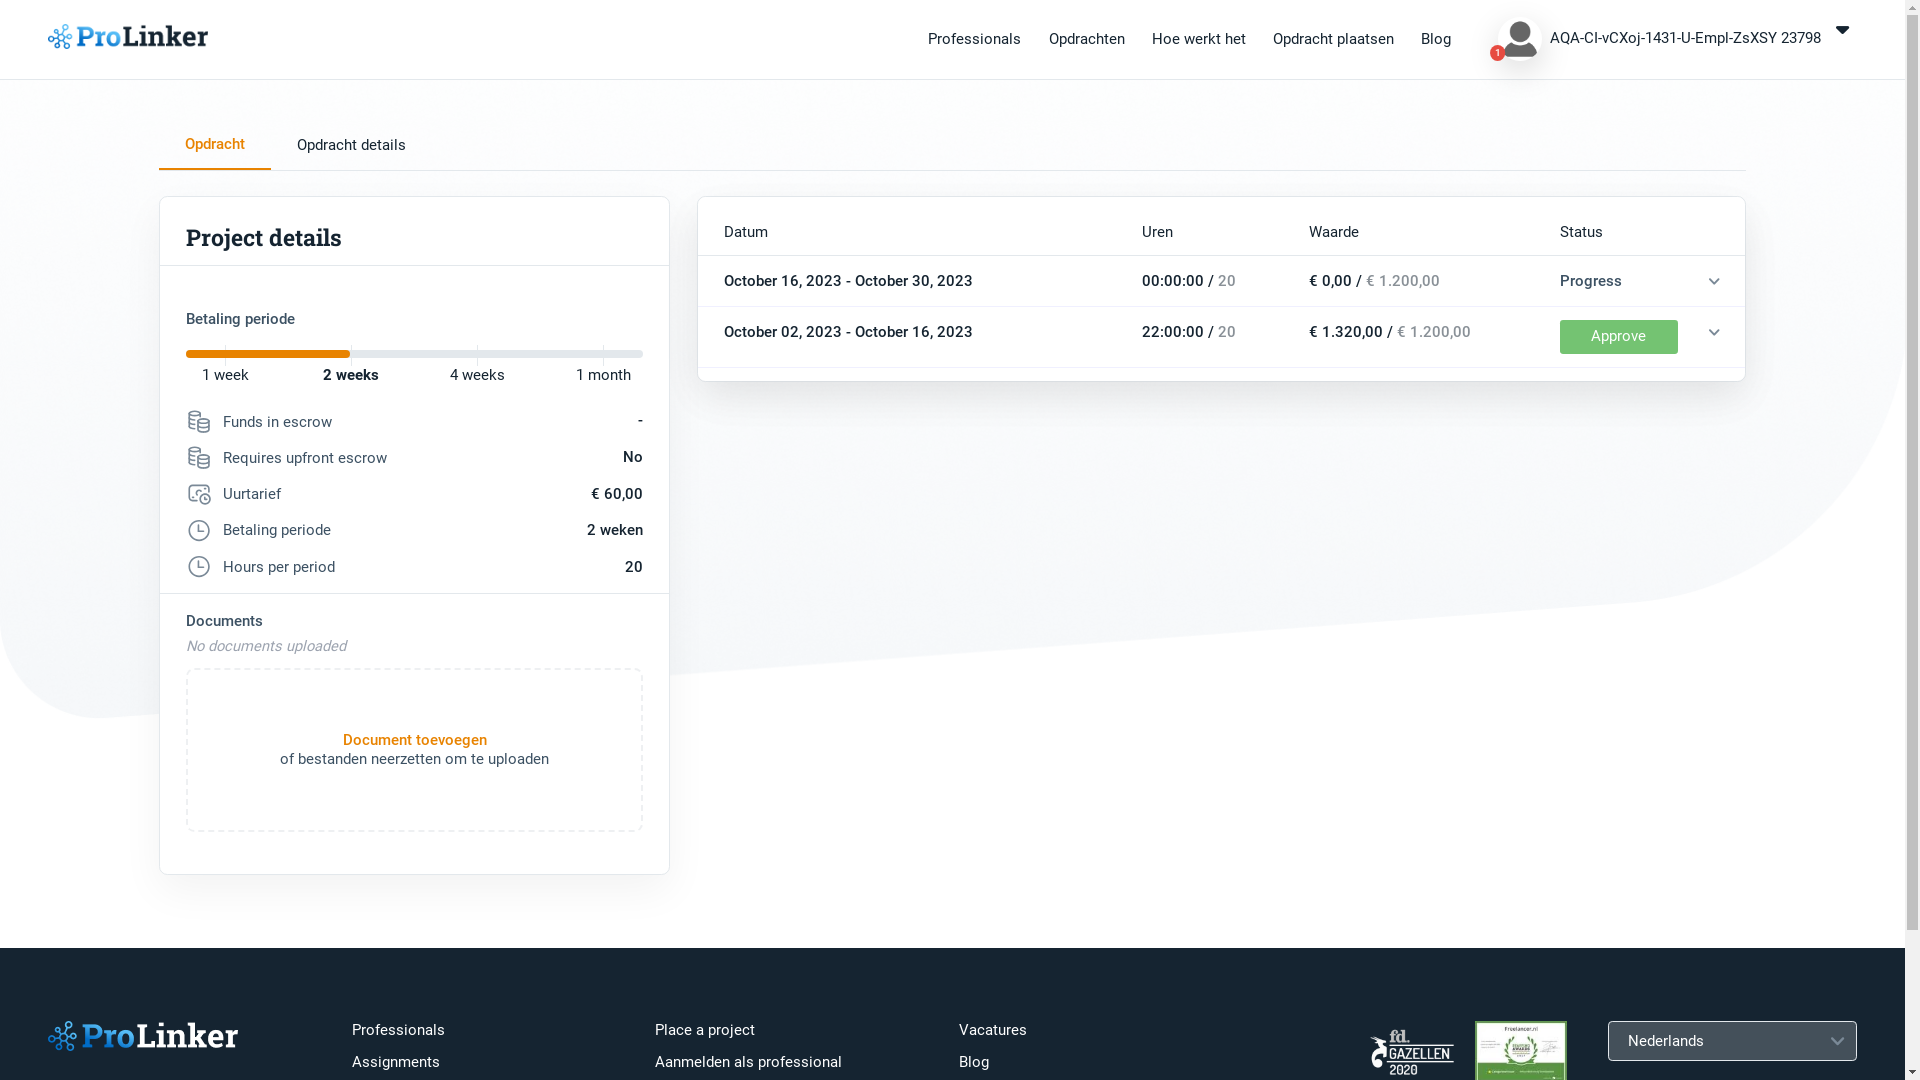 ProLinker
Professionals Opdrachten Hoe werkt het Opdracht plaatsen Blog
1
AQA-CI-vCXoj-1431-U-Empl-ZsXSY 23798
Opdracht Opdracht details
Project details
Betaling periode
1 week 2 weeks 4 weeks 1 month
Funds in escrow -
Requires upfront escrow No
Uurtarief € 60,00
Betaling periode 2 weken
Hours per period 20
Documents
No documents uploaded
Document toevoegen
of bestanden neerzetten om te uploaden
Datum Uren Waarde Status
October 16, 2023 - October 30, 2023 00:00:00 / 20 € 0,00 / € 1.200,00 Progress
October 02, 2023 - October 16, 2023 22:00:00 / 20 € 1.320,00 / € 1.200,00 Approve
ProLinker
Professionals
Assignments
Place a project
Aanmelden als professional
Vacatures
Blog
fd.
GAZELLEN
2020
Freelancer.nl
Nederlands